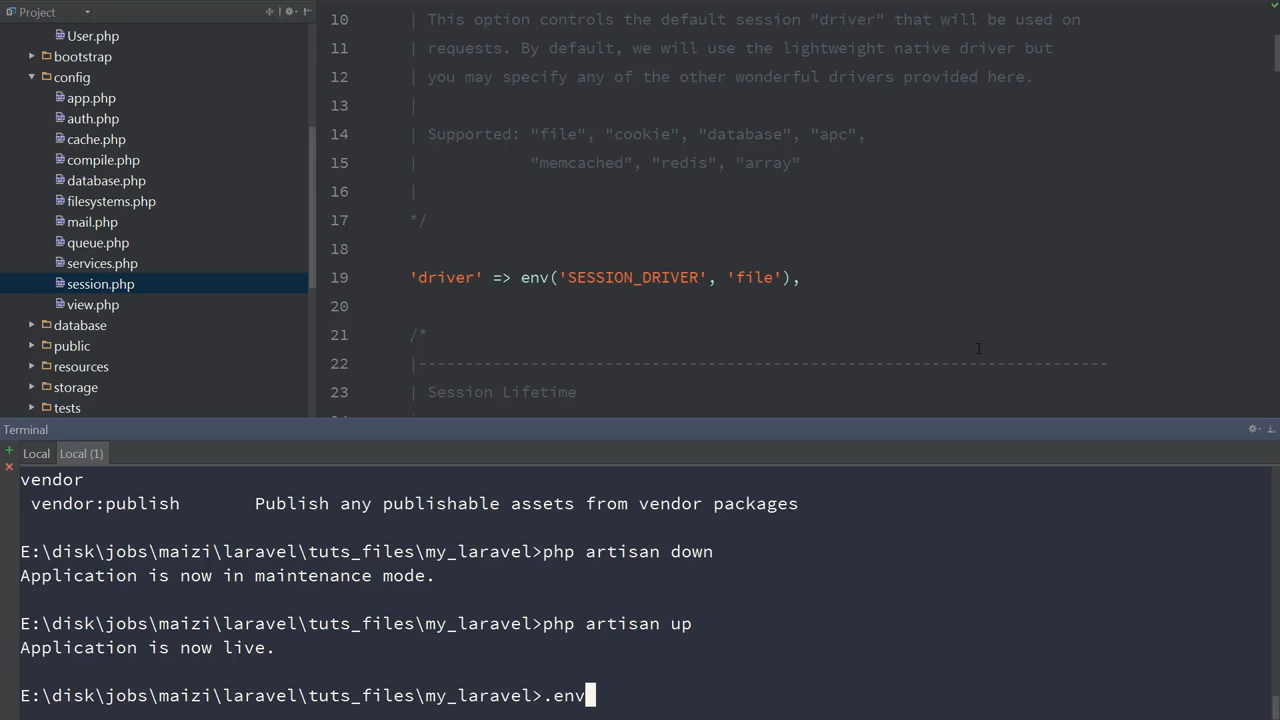 Project
User.php
bootstrap
config
app.php
auth.php
cache.php
compile.php
database.php
filesystems.php
mail.php
queue.php
services.php
session.php
view.php
database
public
resources
storage
tests
10 | This option controls the default session "driver" that will be used on
11 | requests. By default, we will use the lightweight native driver but
12 | you may specify any of the other wonderful drivers provided here.
13 |
14 | Supported: "file", "cookie", "database", "apc",
15 | "memcached", "redis", "array"
16 |
17 */
18
19 'driver' => env('SESSION_DRIVER', 'file'),
20
21 /*
22 |--------------------------------------------------------------------------
23 | Session Lifetime
Terminal
Local Local (1)
vendor
vendor:publish Publish any publishable assets from vendor packages
E:\disk\jobs\maizi\laravel\tuts_files\my_laravel>php artisan down
Application is now in maintenance mode.
E:\disk\jobs\maizi\laravel\tuts_files\my_laravel>php artisan up
Application is now live.
E:\disk\jobs\maizi\laravel\tuts_files\my_laravel>.env